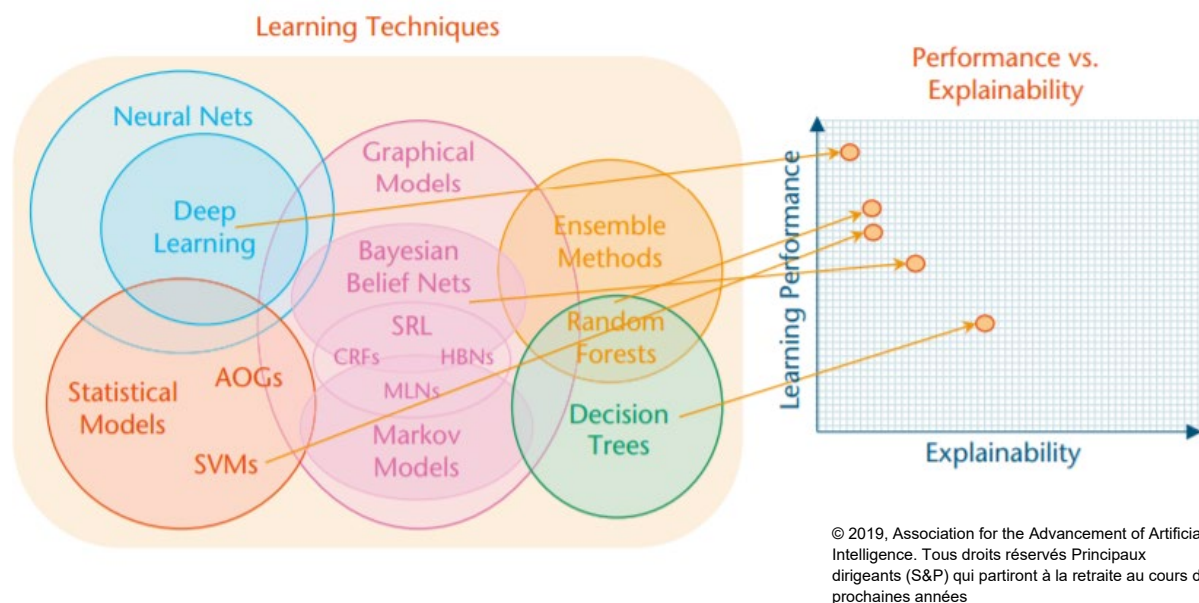 Learning Techniques
Neural Nets
Deep
Learning
Graphical
Models
Bayesian
Belief Nets
SRL
CRFs
HBNs
MLNs
Markov
Models
Ensemble
Methods
Random
Forests
Decision
Trees
Statistical
Models
AOGs
SVMs
Performance vs.
Explainability
Learning Performance
Explainability
© 2019, Association for the Advancement of Artificia
Intelligence. Tous droits réservés Principaux
dirigeants (S&P) qui partiront à la retraite au cours d
prochaines années